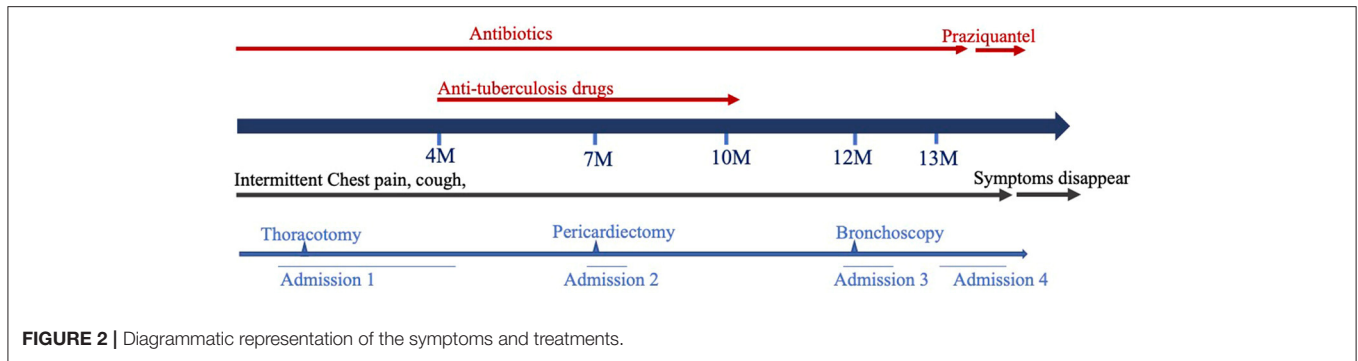 Antibiotics
Praziquantel
Anti-tuberculosis drugs
4M
7M
10M
12M
13M
Intermittent Chest pain, cough,
Symptoms disappear
Thoracotomy
Pericardiectomy
Bronchoscopy
Admission 1
Admission 2
Admission 3
Admission 4
FIGURE 2 | Diagrammatic representation of the symptoms and treatments.